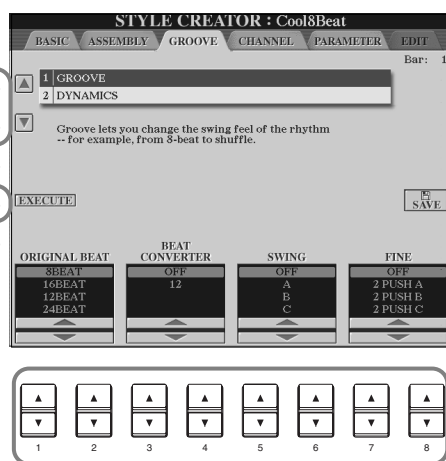 STYLE CREATOR : Cool8Beat
BASIC ASSEMBLY GROOVE CHANNEL PARAMETER EDIT
Bar: 1
1 GROOVE
2 DYNAMICS
Groove lets you change the swing feel of the rhythm
-- for example, from 8-beat to shuffle.
EXECUTE
SAVE
ORIGINAL BEAT BEAT CONVERTER SWING FINE
8BEAT OFF OFF OFF
16BEAT 12 A 2 PUSH A
12BEAT B 2 PUSH B
24BEAT C 2 PUSH C
1 2 3 4 5 6 7 8